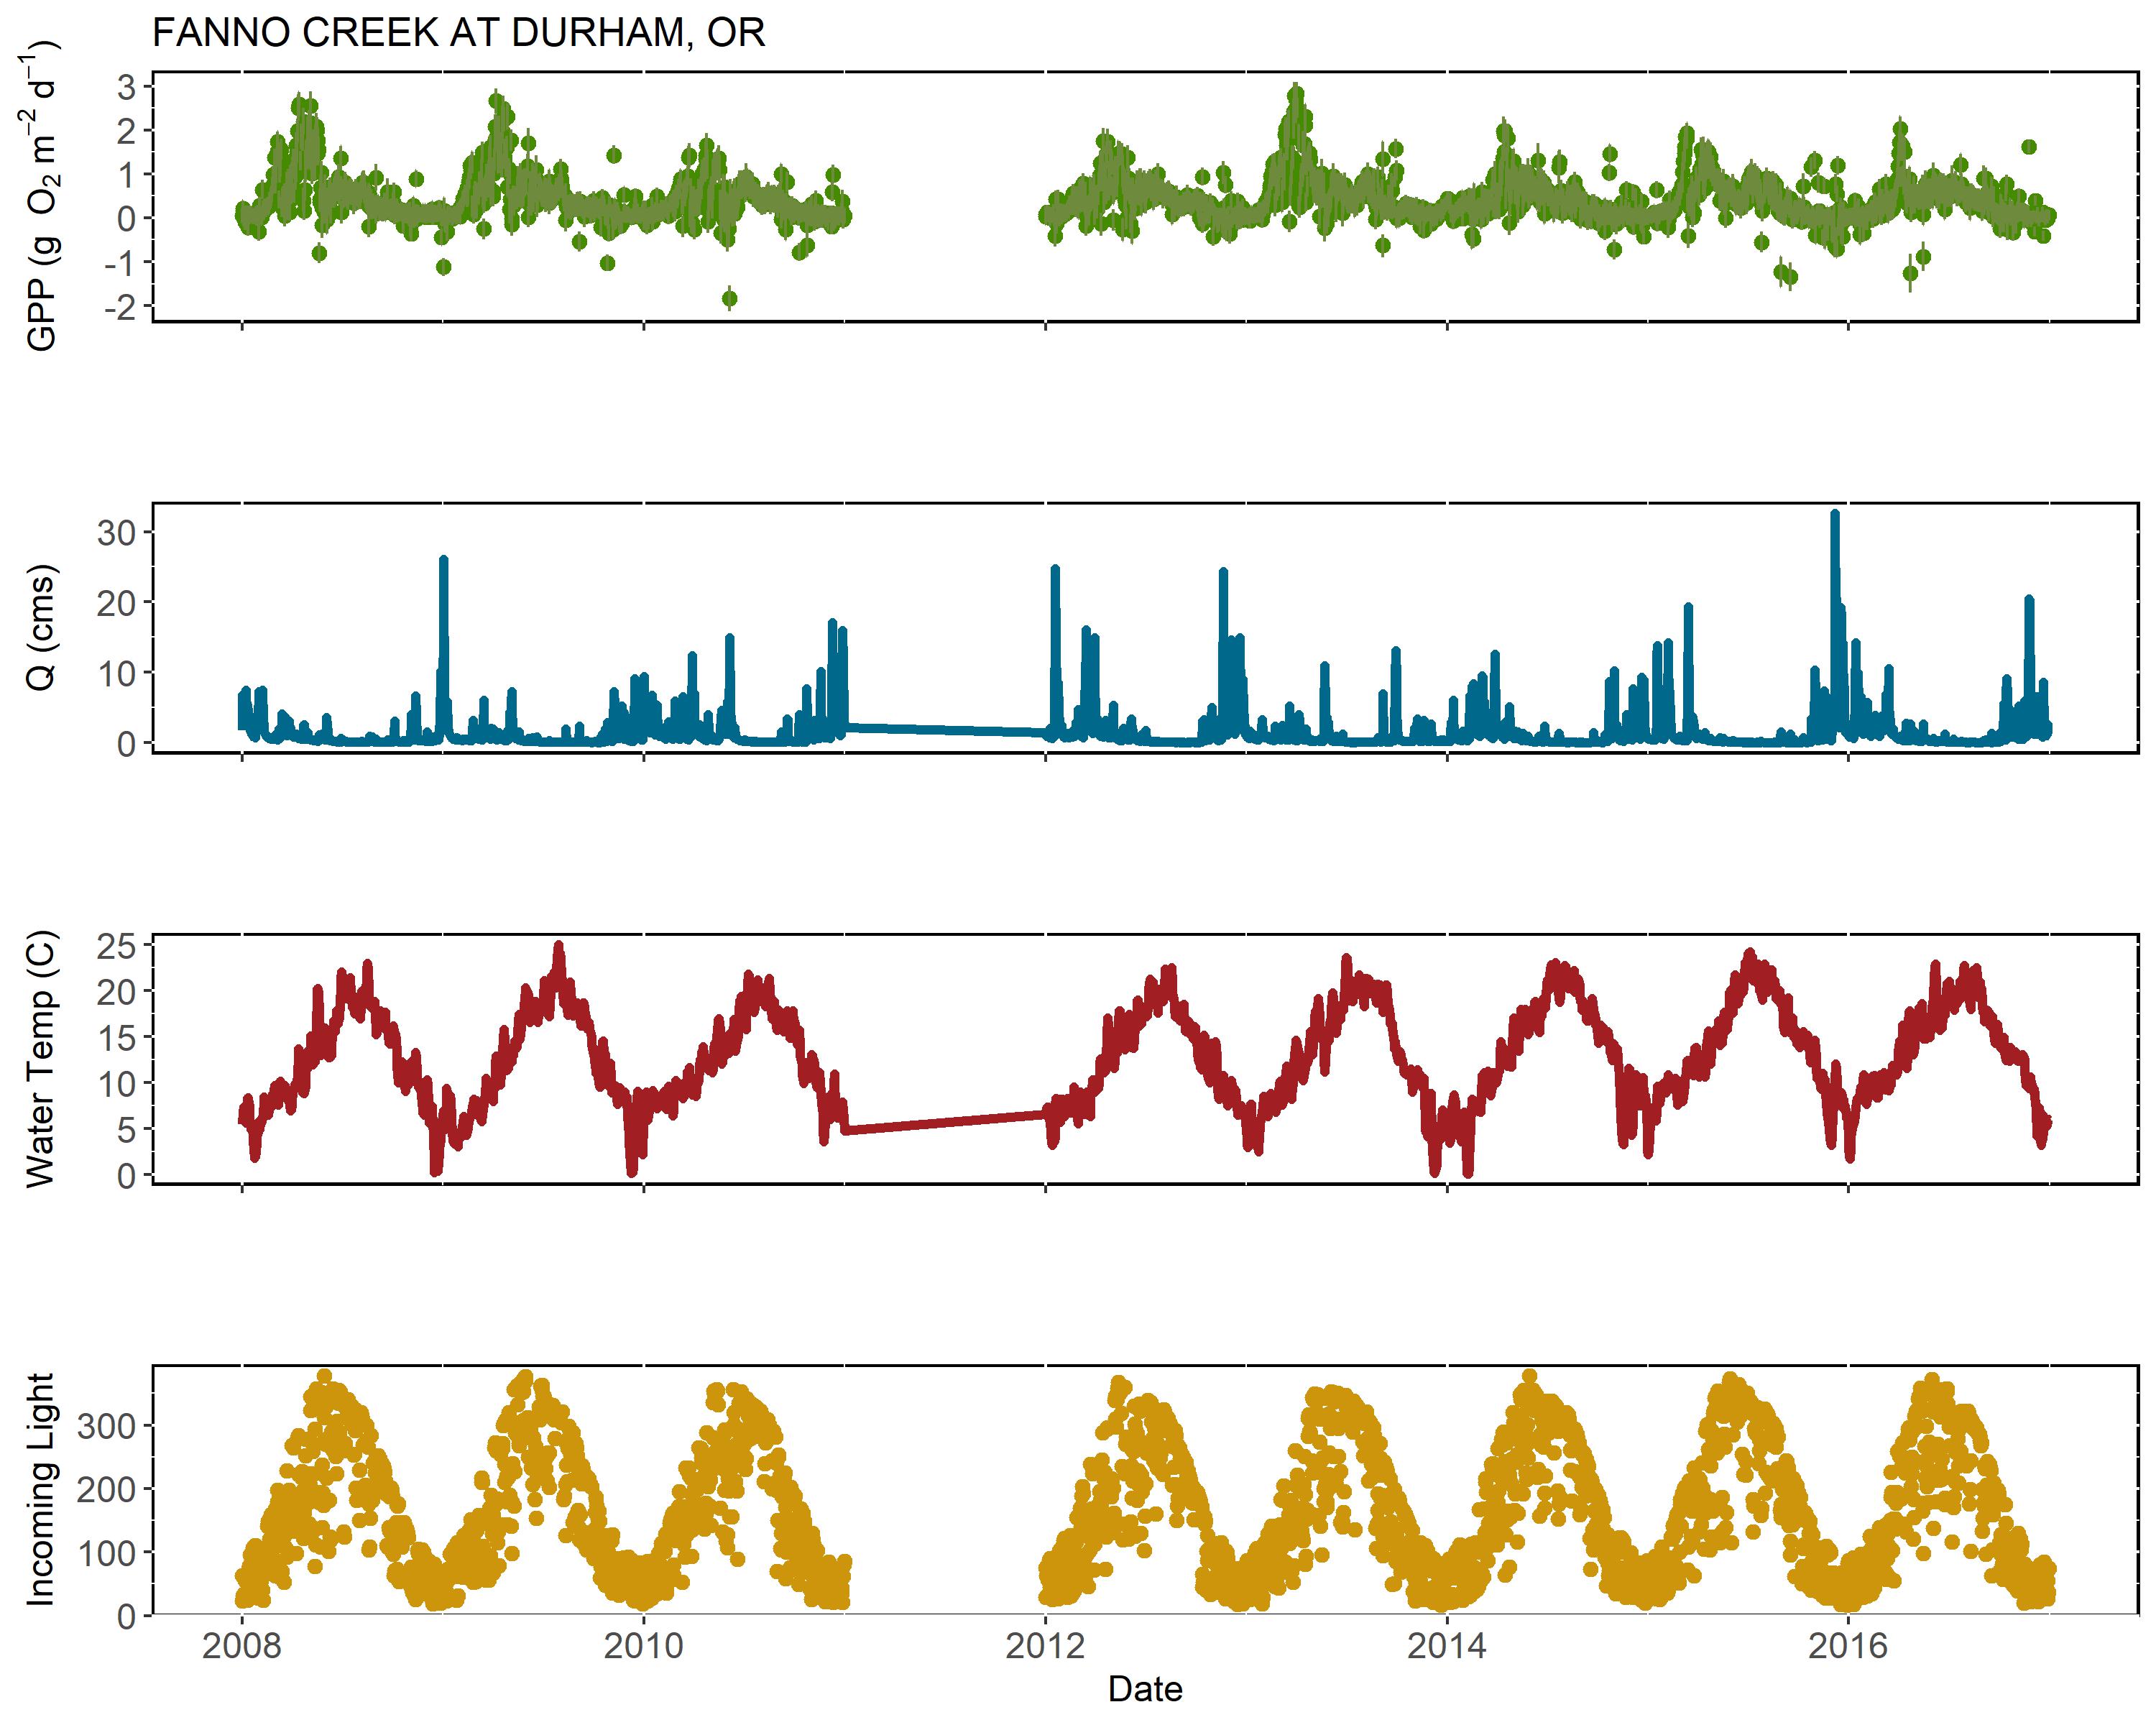 FANNO CREEK AT DURHAM, OR
GPP (g O₂ m⁻² d⁻¹)
3
2
1
0
-1
-2
Q (cms)
30
20
10
0
Water Temp (C)
25
20
15
10
5
0
Incoming Light
300
200
100
0
2008 2010 2012 2014 2016
Date